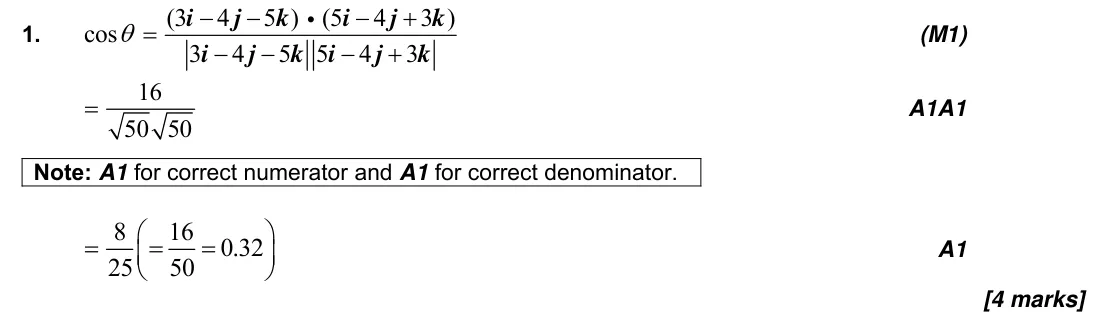 1. cos θ = (3i − 4j − 5k) • (5i − 4j + 3k) / |3i − 4j − 5k||5i − 4j + 3k| (M1)
= 16 / √50√50 A1A1
Note: A1 for correct numerator and A1 for correct denominator.
= 8/25 (= 16/50 = 0.32) A1
[4 marks]